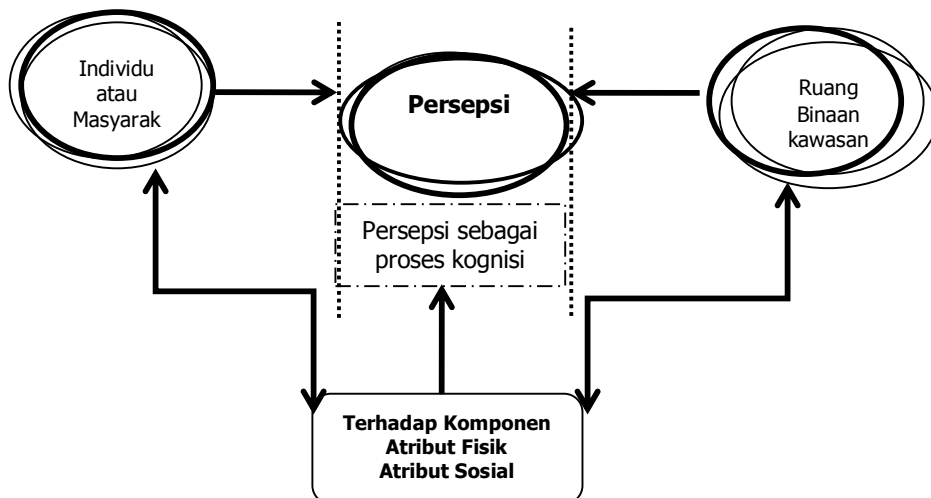 Individu
atau
Masyarak
Persepsi
Ruang
Binaan
kawasan
Persepsi sebagai
proses kognisi
Terhadap Komponen
Atribut Fisik
Atribut Sosial